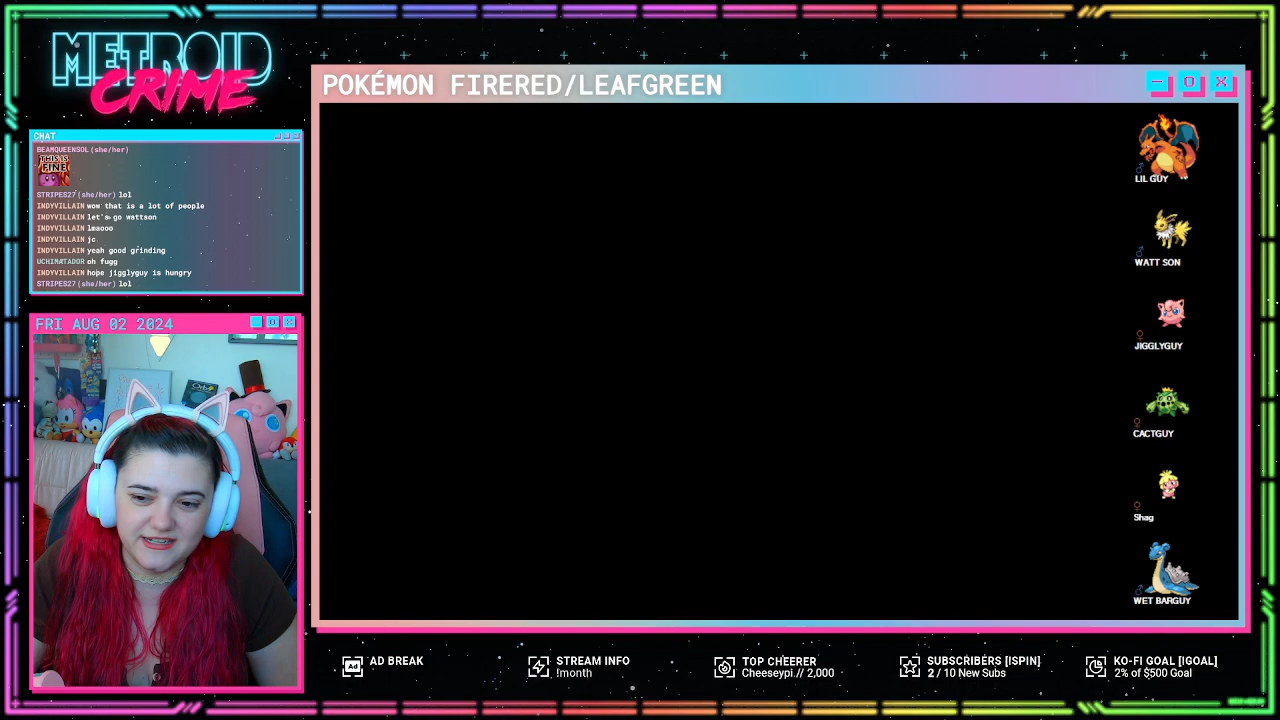 METROID
CRIME
POKÉMON FIRERED/LEAFGREEN
CHAT
BEAMQUEENSOL (she/her)
THIS IS
FINE
STRIPES27 (she/her) lol
INDYVILLAIN wow that is a lot of people
INDYVILLAIN let's go wattson
INDYVILLAIN lmaooo
INDYVILLAIN jc
INDYVILLAIN yeah good grinding
UCHIMATADOR oh fugg
INDYVILLAIN hope jigglyguy is hungry
STRIPES27 (she/her) lol
FRI AUG 02 2024
LIL GUY
WATT SON
JIGGLYGUY
CACTGUY
Shag
WET BARGUY
Ad
AD BREAK
STREAM INFO
!month
TOP CHEERER
Cheeseypi // 2,000
SUBSCRIBERS [!SPIN]
2 / 10 New Subs
KO-FI GOAL [!GOAL]
2% of $500 Goal